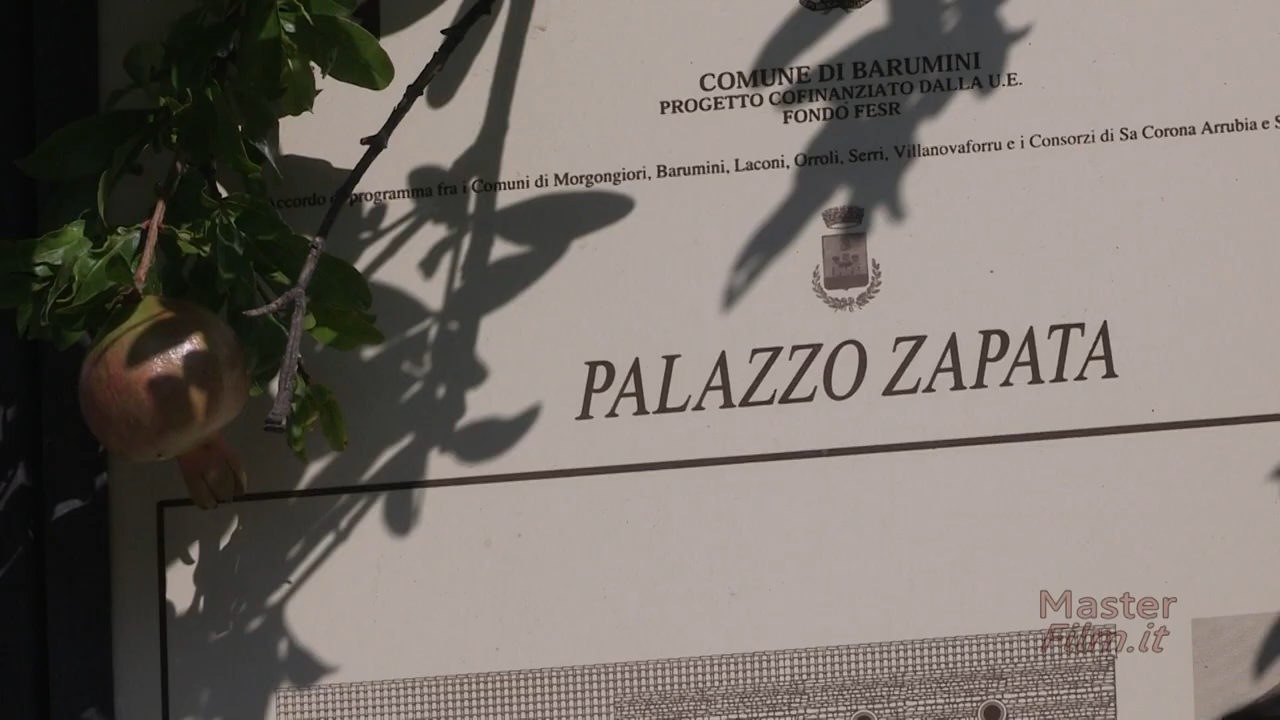 COMUNE DI BARUMINI
PROGETTO COFINANZIATO DALLA U.E.
FONDO FESR
Accordo programma fra i Comuni di Morgongiori, Barumini, Laconi, Orroli, Serri, Villanovaforru e i Consorzi di Sa Corona Arrubia e
PALAZZO ZAPATA
Master
Film.it